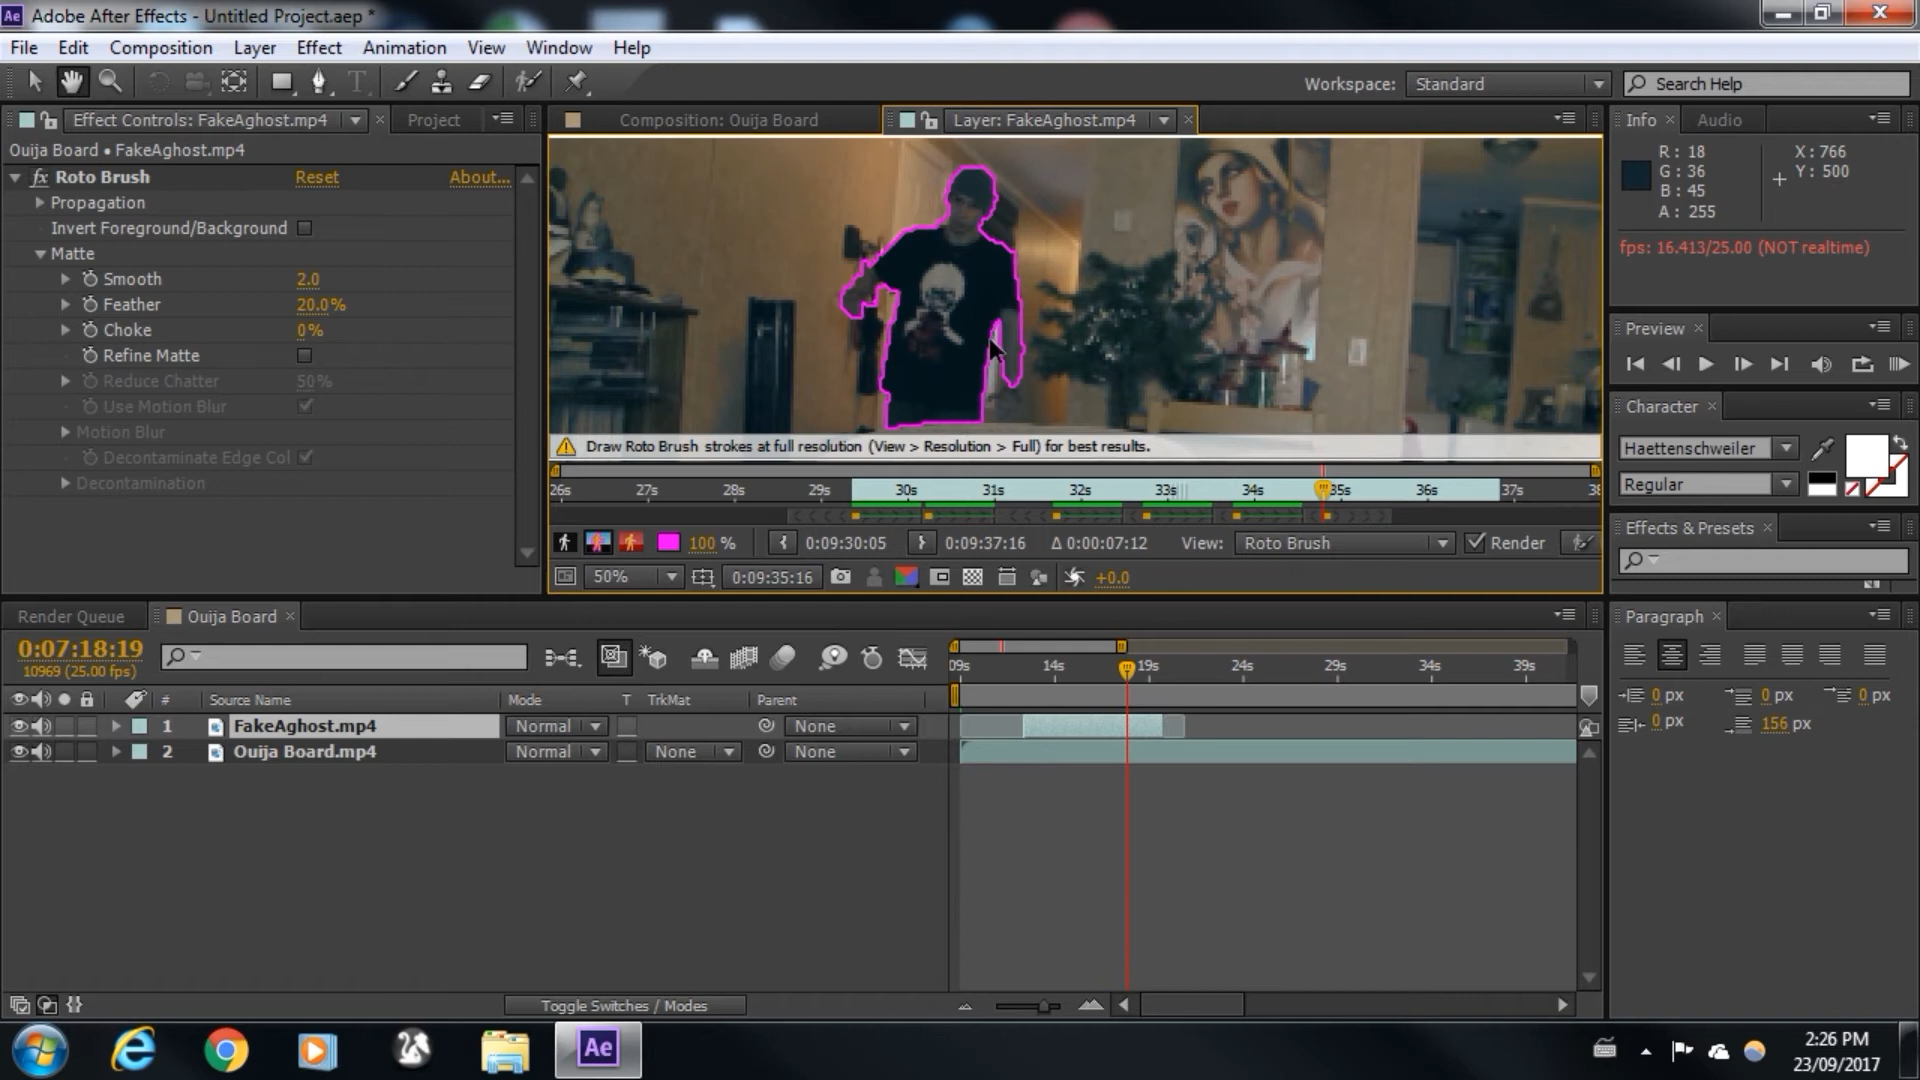 Ae Adobe After Effects - Untitled Project.aep *
File Edit Composition Layer Effect Animation View Window Help
T Workspace: Standard Search Help
Effect Controls: FakeAghost.mp4 × Project
Composition: Ouija Board Layer: FakeAghost.mp4 ×
Info × Audio
Ouija Board • FakeAghost.mp4
fx Roto Brush Reset About...
Propagation
Invert Foreground/Background
Matte
Smooth 2.0
Feather 20.0%
Choke 0%
Refine Matte
Reduce Chatter 50%
Use Motion Blur
Motion Blur
Decontaminate Edge Col
Decontamination
Draw Roto Brush strokes at full resolution (View > Resolution > Full) for best results.
26s 27s 28s 29s 30s 31s 32s 33s 34s 35s 36s 37s 38
100 % 0:09:30:05 0:09:37:16 Δ 0:00:07:12 View: Roto Brush Render
50% 0:09:35:16 +0.0
R: 18 X: 766
G: 36 Y: 500
B: 45
A: 255
fps: 16.413/25.00 (NOT realtime)
Preview ×
Character ×
Haettenschweiler
Regular
Effects & Presets ×
Render Queue Ouija Board ×
Paragraph ×
0:07:18:19
10969 (25.00 fps)
09s 14s 19s 24s 29s 34s 39s
# Source Name Mode T TrkMat Parent
1 FakeAghost.mp4 Normal None
2 Ouija Board.mp4 Normal None None
0 px 0 px 0 px
0 px 156 px
Toggle Switches / Modes
Ae
2:26 PM
23/09/2017